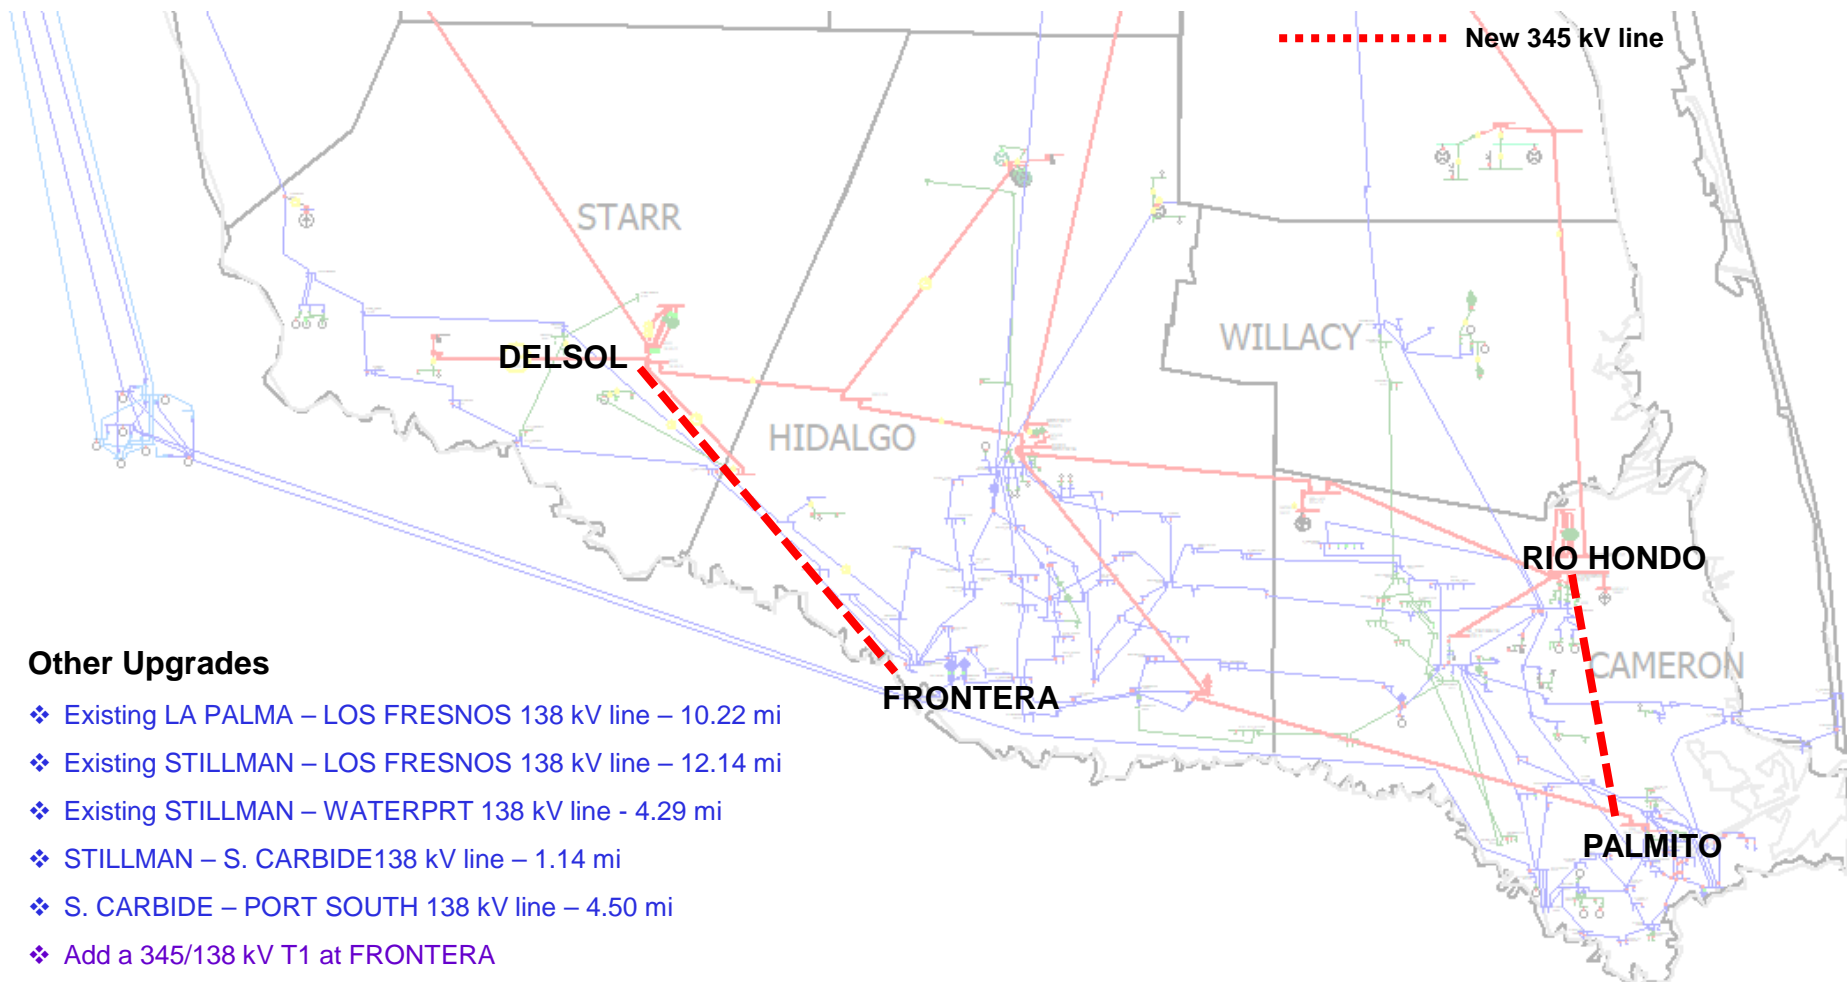 New 345 kV line
STARR
DELSOL
WILLACY
HIDALGO
RIO HONDO
CAMERON
FRONTERA
PALMITO
Other Upgrades
❖ Existing LA PALMA – LOS FRESNOS 138 kV line – 10.22 mi
❖ Existing STILLMAN – LOS FRESNOS 138 kV line – 12.14 mi
❖ Existing STILLMAN – WATERPRT 138 kV line - 4.29 mi
❖ STILLMAN – S. CARBIDE138 kV line – 1.14 mi
❖ S. CARBIDE – PORT SOUTH 138 kV line – 4.50 mi
❖ Add a 345/138 kV T1 at FRONTERA